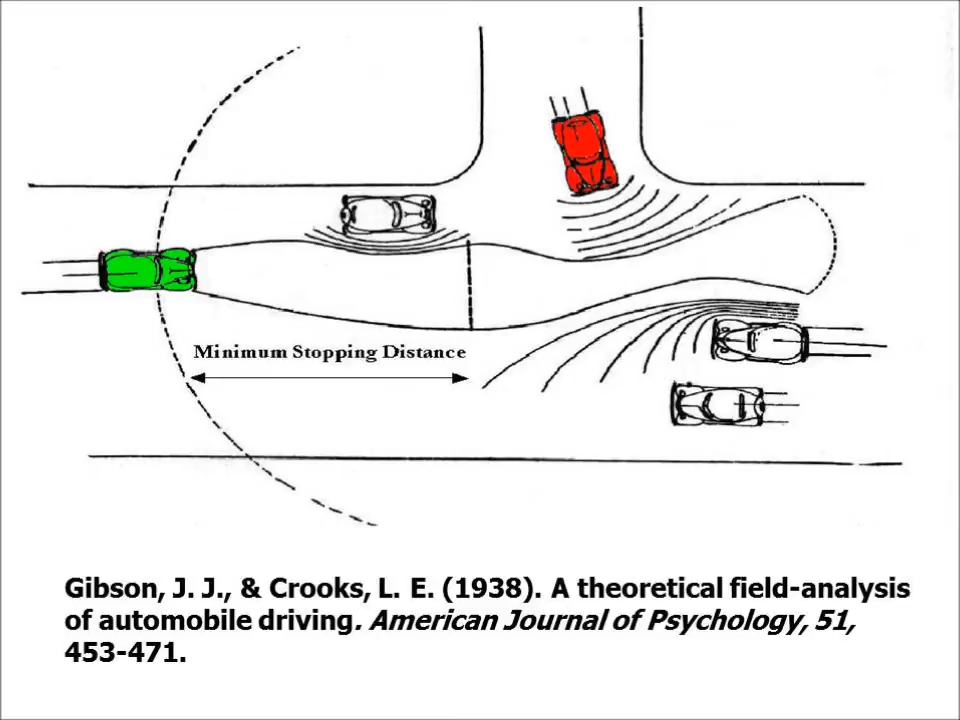 Minimum Stopping Distance
Gibson, J. J., & Crooks, L. E. (1938). A theoretical field-analysis
of automobile driving. American Journal of Psychology, 51,
453-471.